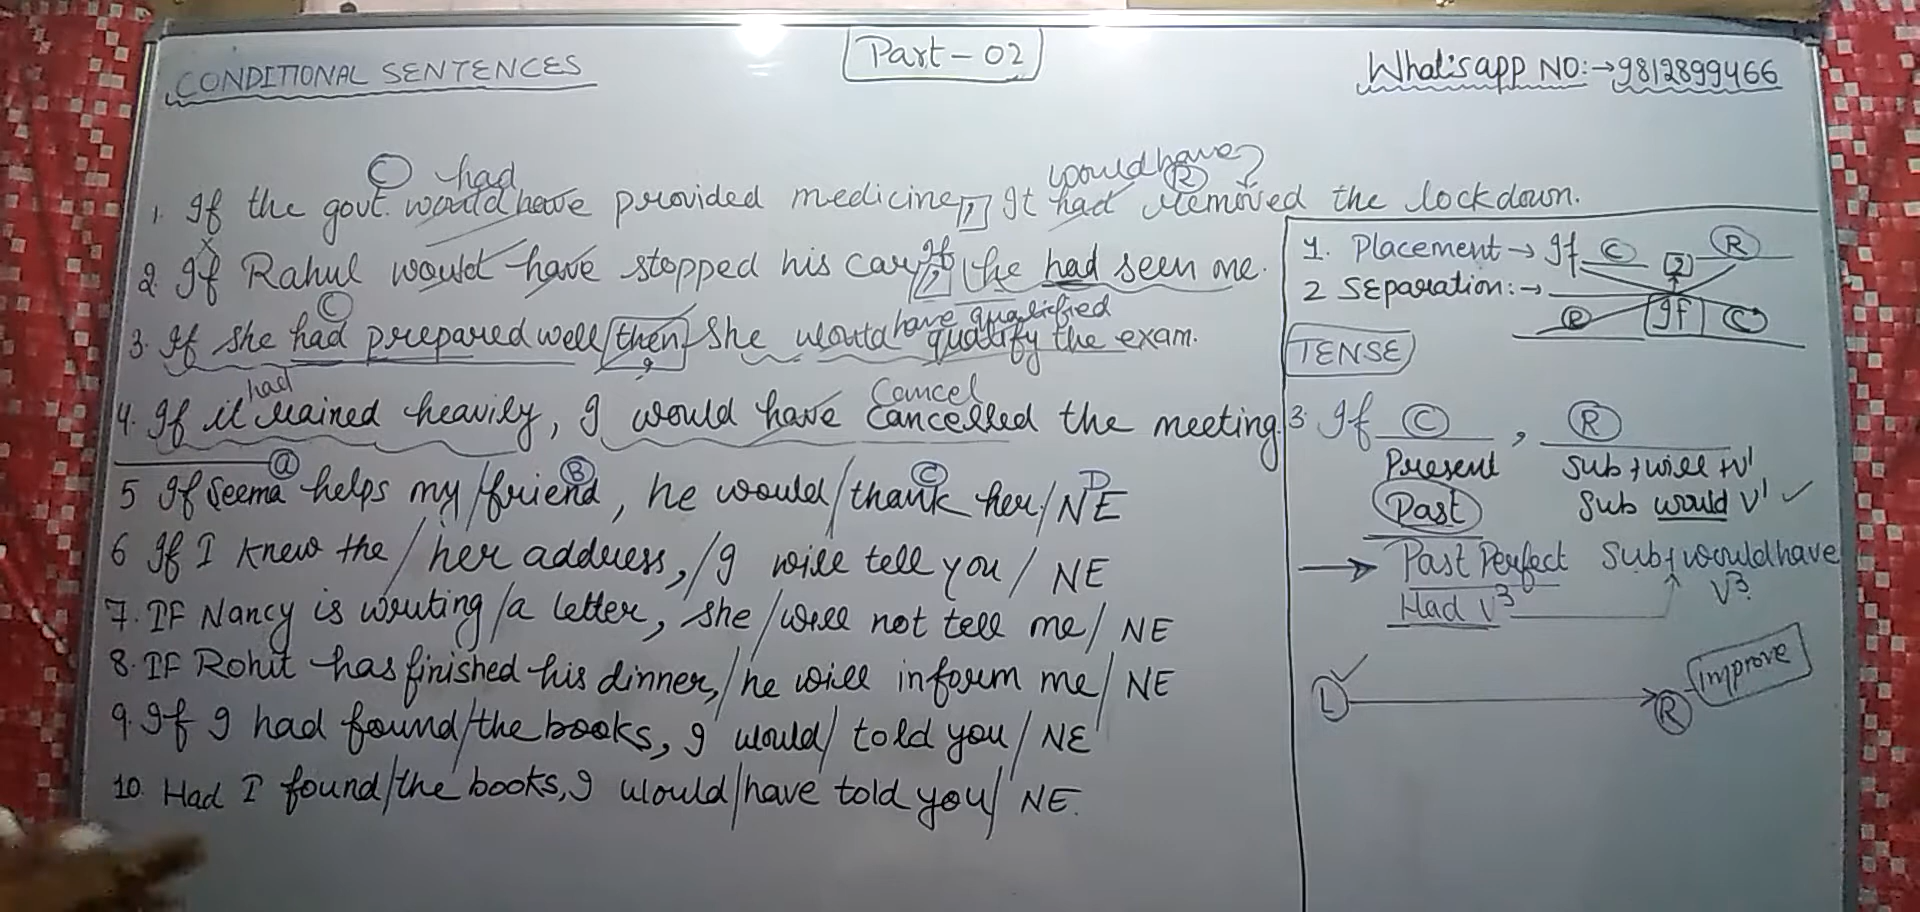 CONDITIONAL SENTENCES
Part - 02
Whatsapp NO:→9812899466
C had would have?
R
1. If the govt. would have provided medicine, It had removed the lockdown.
x If
2. If Rahul would have stopped his car, he had seen me.
C have qualified
3. If she had prepared well/then/she would qualify the exam.
,
had Cancel
4. If it rained heavily, I would have cancelled the meeting.
a B C D
5 If Seema helps my/friend, he would/thank her/NE
6 If I knew the/her address,/I will tell you/NE
7. IF Nancy is writing/a letter, she/will not tell me/NE
8. IF Rohit has finished his dinner,/he will inform me/NE
9. If I had found/the books, I would/told you/NE
10. Had I found/the books, I would/have told you/NE.
1. Placement → If C , R
2 SEparation:→
R If C
TENSE
3. If C , R
Present Sub + will + V¹
Past Sub would V¹ ✓
→ Past Perfect Sub + would have
Had V³ V³
L → R improve